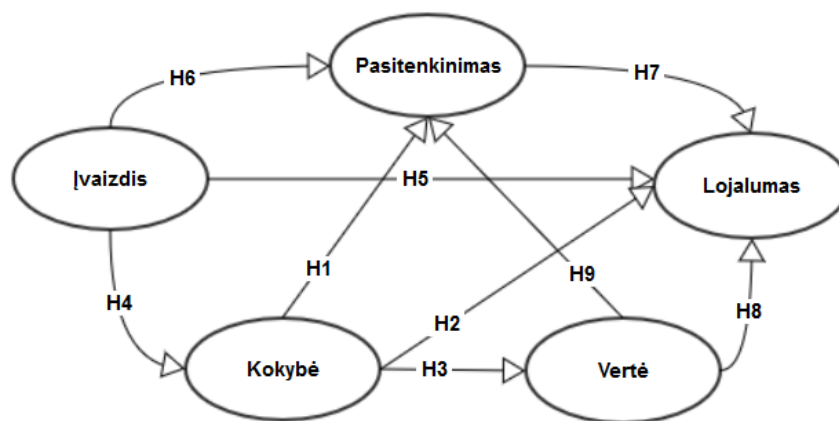 Pasitenkinimas
H6
H7
Įvaizdis
H5
Lojalumas
H1
H9
H4
H2
H8
Kokybė
H3
Vertė